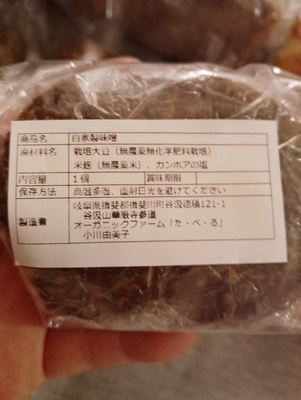 商品名 自家製味噌
原材料名 栽培大豆（無農薬無化学肥料栽培）
米麹（無農薬米）、カンホアの塩
内容量 1個 賞味期限
保存方法 高温多湿、直射日光を避けてください
製造者 岐阜県揖斐郡揖斐川町谷汲徳積121-1
谷汲山華厳寺参道
オーガニックファーム「た・べ・る」
小川由美子